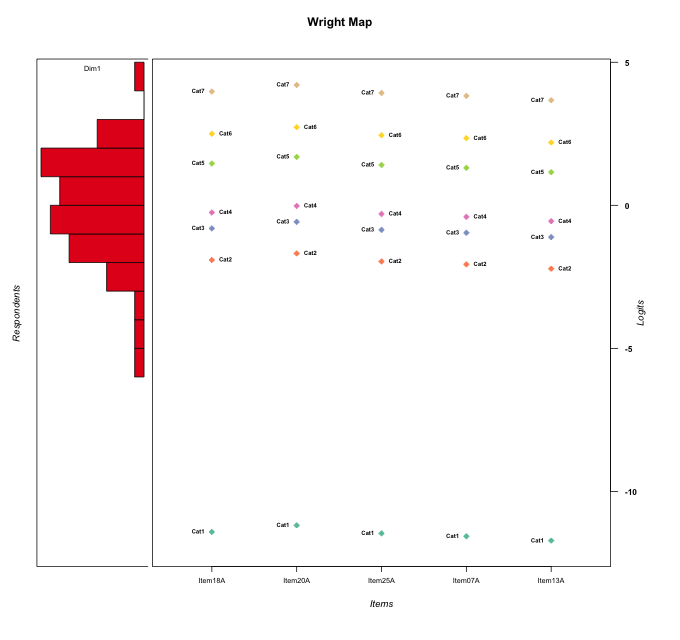 Wright Map
Dim1
5
Cat7 Cat7 Cat7 Cat7 Cat7
Cat6 Cat6 Cat6 Cat6 Cat6
Cat5 Cat5 Cat5 Cat5 Cat5
0
Cat4 Cat4 Cat4 Cat4 Cat4
Cat3 Cat3 Cat3 Cat3 Cat3
Cat2 Cat2 Cat2 Cat2 Cat2
Respondents
Logits
-5
-10
Cat1 Cat1 Cat1 Cat1 Cat1
Item18A Item20A Item25A Item07A Item13A
Items